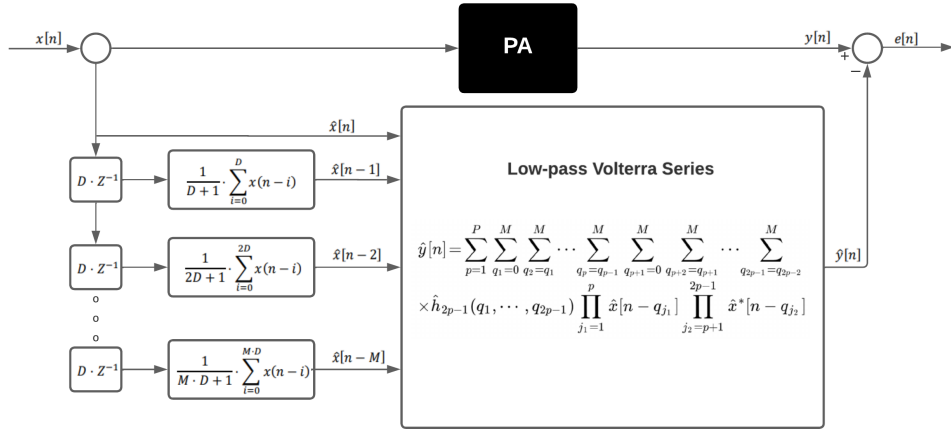 x[n]
PA
y[n]
e[n]
+
−
x̂[n]
D · Z⁻¹
1/(D + 1) · ∑_{i=0}^{D} x(n − i)
x̂[n − 1]
Low-pass Volterra Series
D · Z⁻¹
1/(2D + 1) · ∑_{i=0}^{2D} x(n − i)
x̂[n − 2]
ŷ[n] = ∑_{p=1}^{P} ∑_{q₁=0}^{M} ∑_{q₂=q₁}^{M} ··· ∑_{q_p=q_{p−1}}^{M} ∑_{q_{p+1}=0}^{M} ∑_{q_{p+2}=q_{p+1}}^{M} ··· ∑_{q_{2p−1}=q_{2p−2}}^{M}
× ĥ_{2p−1}(q₁, ··· , q_{2p−1}) ∏_{j₁=1}^{p} x̂[n − q_{j₁}] ∏_{j₂=p+1}^{2p−1} x̂*[n − q_{j₂}]
ŷ[n]
o
o
o
D · Z⁻¹
1/(M · D + 1) · ∑_{i=0}^{M·D} x(n − i)
x̂[n − M]